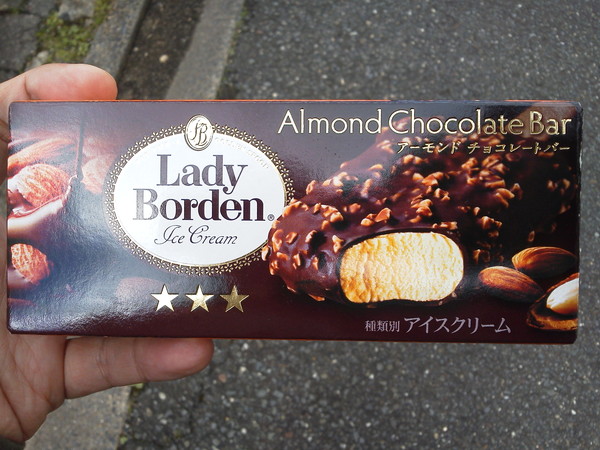 Almond Chocolate Bar
アーモンド チョコレートバー
LB
Lady
Borden®
Ice Cream
種類別 アイスクリーム